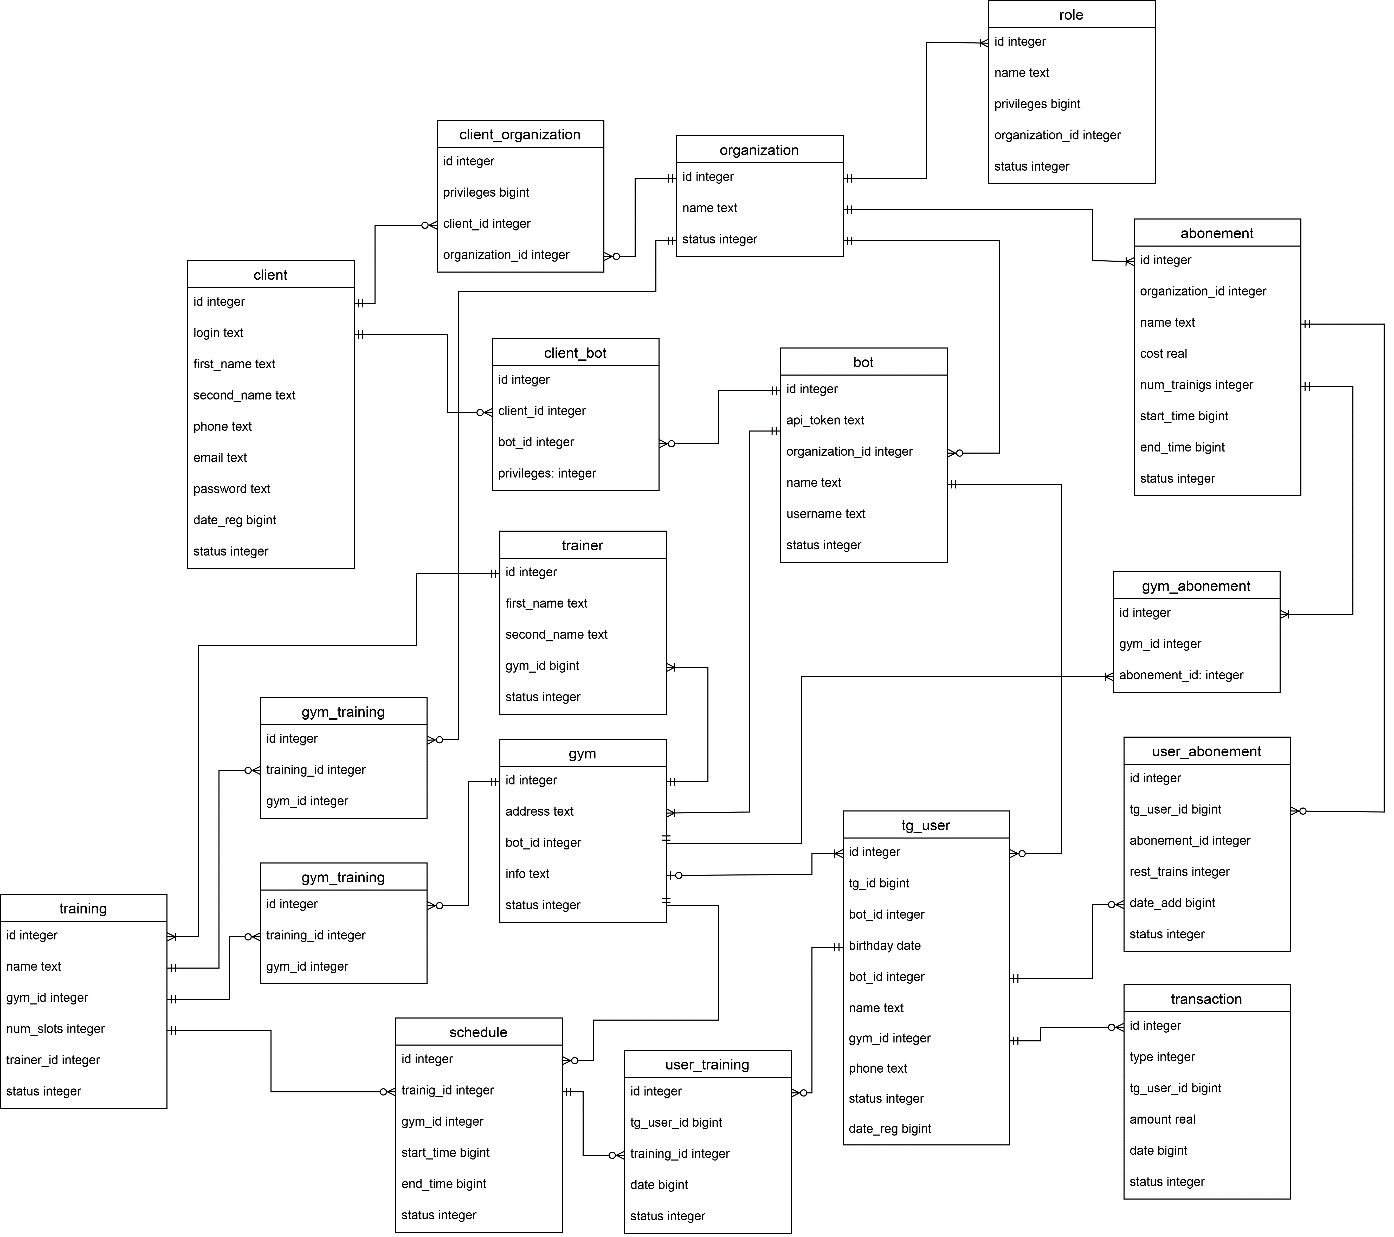 role
id integer
name text
privileges bigint
organization_id integer
status integer
client_organization
id integer
privileges bigint
client_id integer
organization_id integer
organization
id integer
name text
status integer
abonement
id integer
organization_id integer
name text
cost real
num_trainigs integer
start_time bigint
end_time bigint
status integer
client
id integer
login text
first_name text
second_name text
phone text
email text
password text
date_reg bigint
status integer
client_bot
id integer
client_id integer
bot_id integer
privileges: integer
bot
id integer
api_token text
organization_id integer
name text
username text
status integer
trainer
id integer
first_name text
second_name text
gym_id bigint
status integer
gym_abonement
id integer
gym_id integer
abonement_id: integer
gym_training
id integer
training_id integer
gym_id integer
gym
id integer
address text
bot_id integer
info text
status integer
user_abonement
id integer
tg_user_id bigint
abonement_id integer
rest_trains integer
date_add bigint
status integer
tg_user
id integer
tg_id bigint
bot_id integer
birthday date
bot_id integer
name text
gym_id integer
phone text
status integer
date_reg bigint
gym_training
id integer
training_id integer
gym_id integer
training
id integer
name text
gym_id integer
num_slots integer
trainer_id integer
status integer
transaction
id integer
type integer
tg_user_id bigint
amount real
date bigint
status integer
schedule
id integer
trainig_id integer
gym_id integer
start_time bigint
end_time bigint
status integer
user_training
id integer
tg_user_id bigint
training_id integer
date bigint
status integer